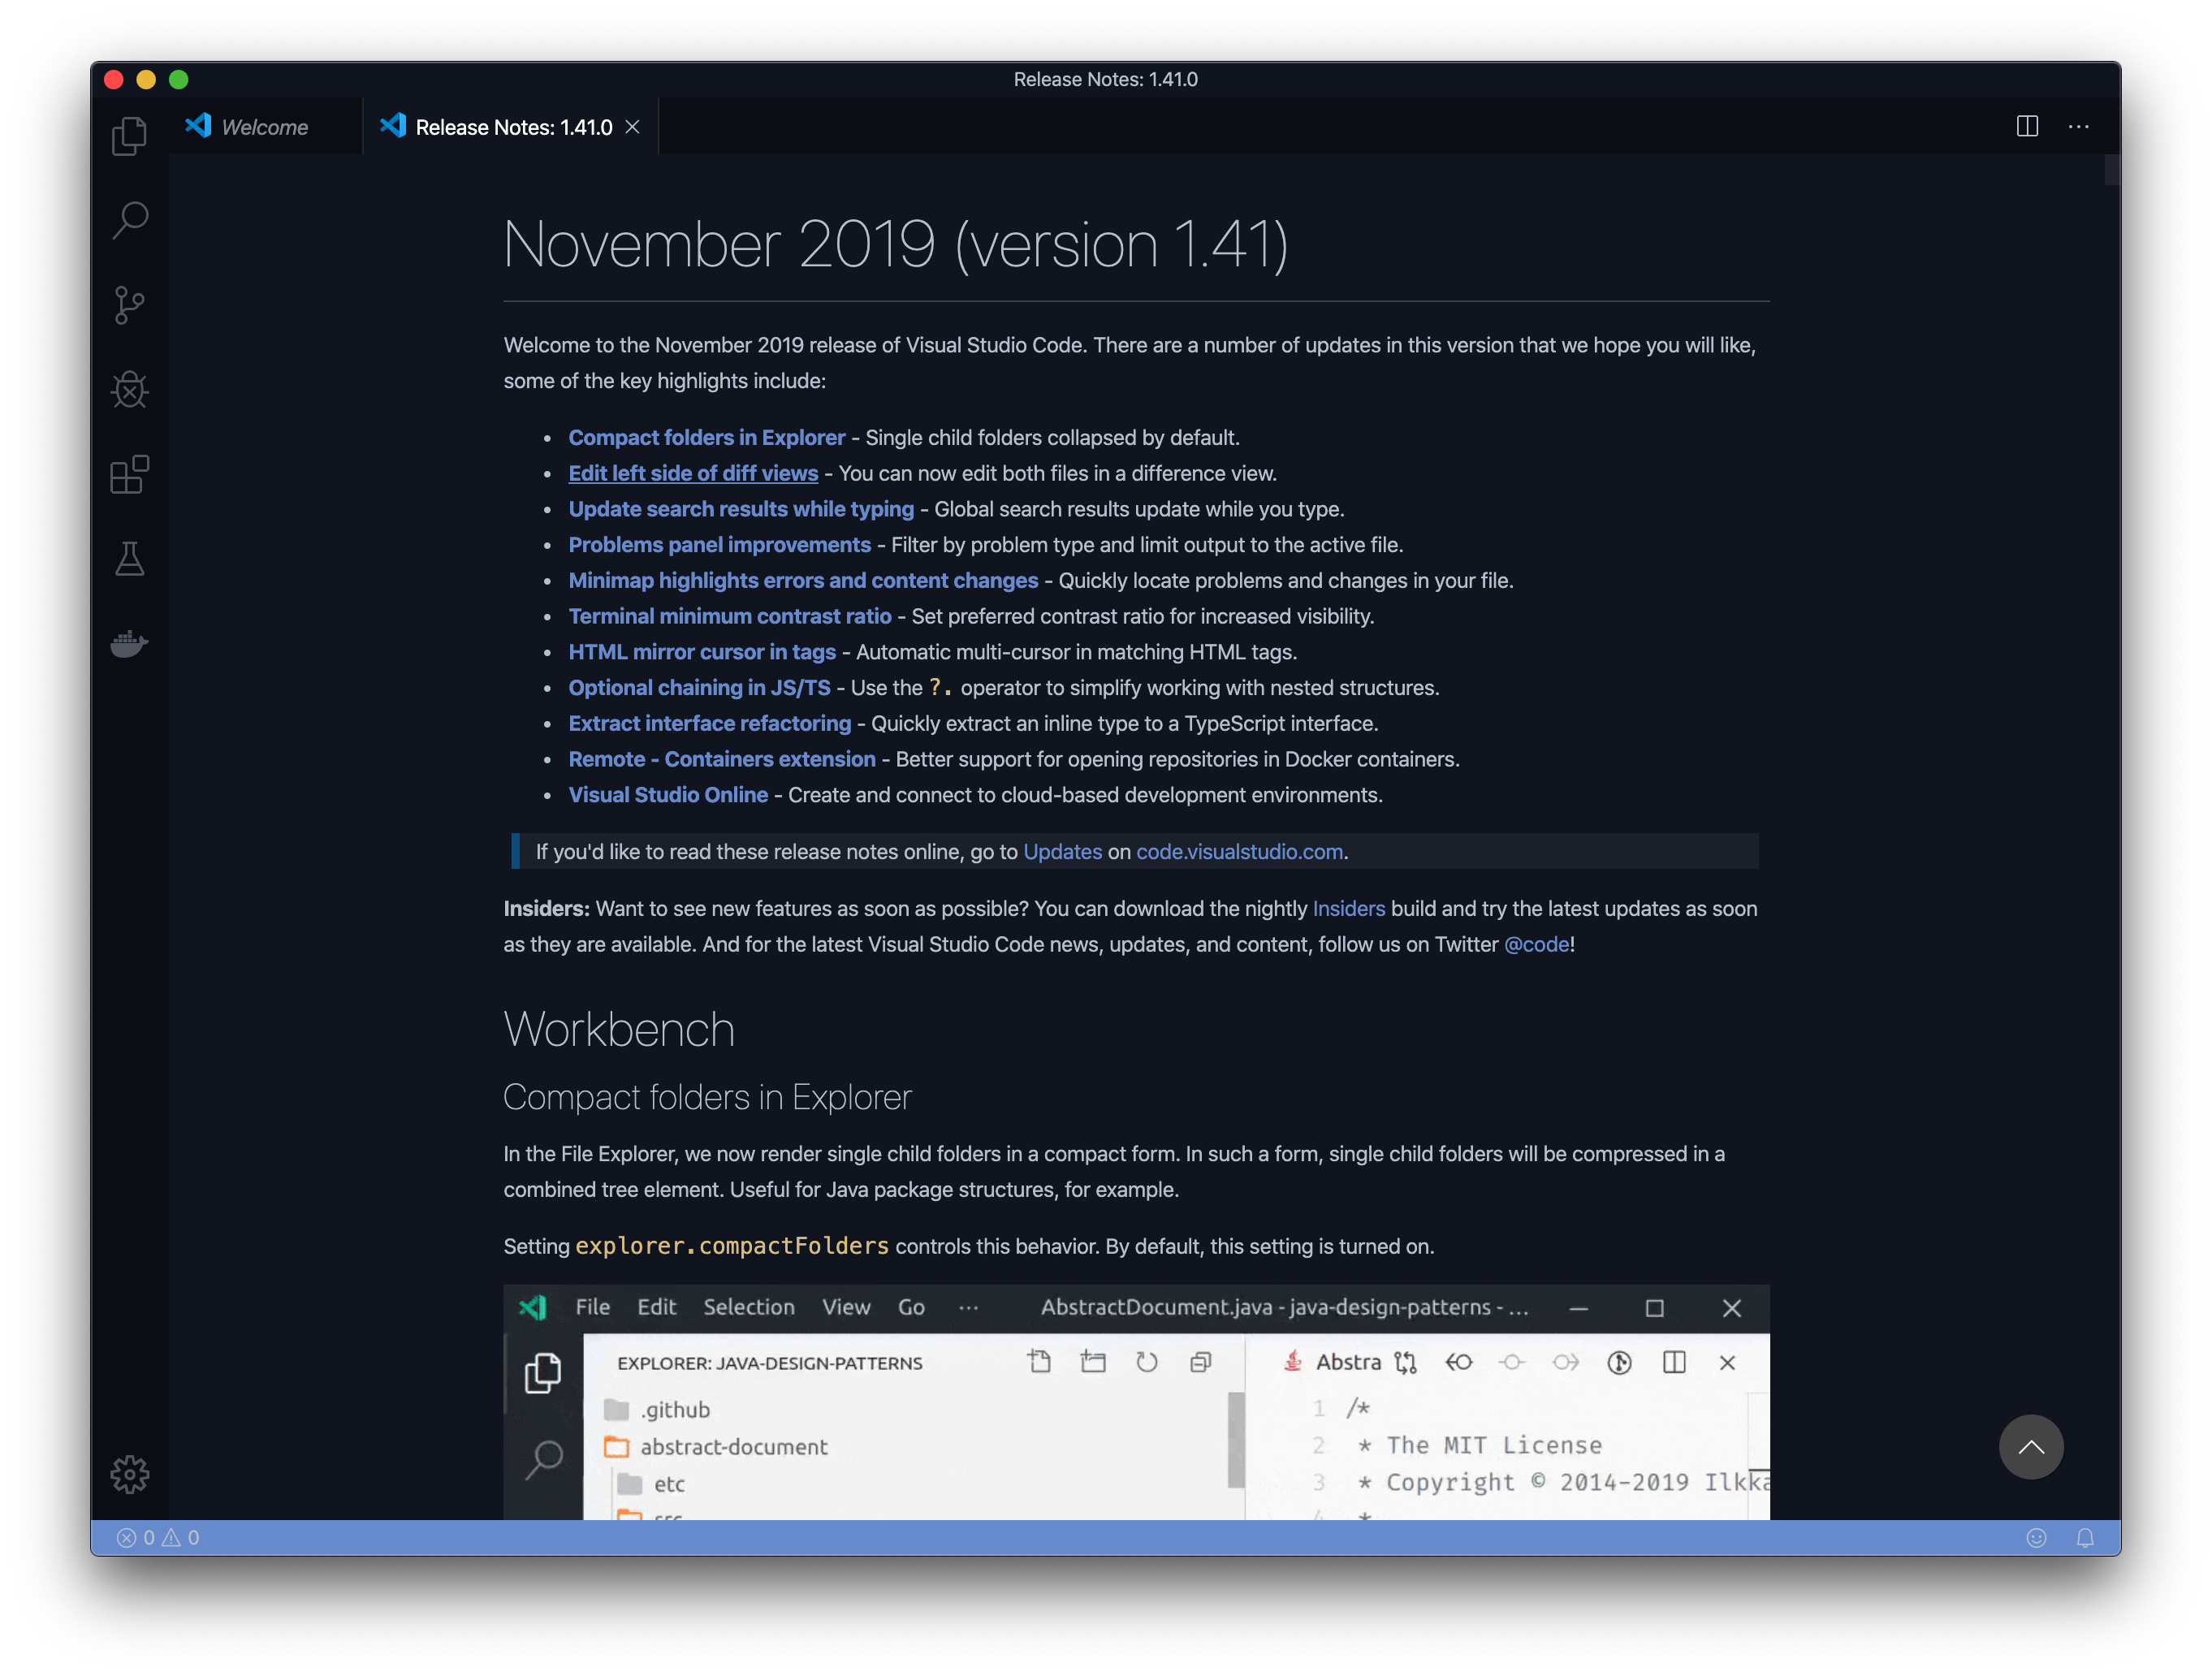 Release Notes: 1.41.0
Welcome
Release Notes: 1.41.0
November 2019 (version 1.41)
Welcome to the November 2019 release of Visual Studio Code. There are a number of updates in this version that we hope you will like,
some of the key highlights include:
• Compact folders in Explorer - Single child folders collapsed by default.
• Edit left side of diff views - You can now edit both files in a difference view.
• Update search results while typing - Global search results update while you type.
• Problems panel improvements - Filter by problem type and limit output to the active file.
• Minimap highlights errors and content changes - Quickly locate problems and changes in your file.
• Terminal minimum contrast ratio - Set preferred contrast ratio for increased visibility.
• HTML mirror cursor in tags - Automatic multi-cursor in matching HTML tags.
• Optional chaining in JS/TS - Use the ?. operator to simplify working with nested structures.
• Extract interface refactoring - Quickly extract an inline type to a TypeScript interface.
• Remote - Containers extension - Better support for opening repositories in Docker containers.
• Visual Studio Online - Create and connect to cloud-based development environments.
If you'd like to read these release notes online, go to Updates on code.visualstudio.com.
Insiders: Want to see new features as soon as possible? You can download the nightly Insiders build and try the latest updates as soon
as they are available. And for the latest Visual Studio Code news, updates, and content, follow us on Twitter @code!
Workbench
Compact folders in Explorer
In the File Explorer, we now render single child folders in a compact form. In such a form, single child folders will be compressed in a
combined tree element. Useful for Java package structures, for example.
Setting explorer.compactFolders controls this behavior. By default, this setting is turned on.
File Edit Selection View Go ··· AbstractDocument.java - java-design-patterns - ...
EXPLORER: JAVA-DESIGN-PATTERNS
.github
abstract-document
etc
Abstra
1 /*
2 * The MIT License
3 * Copyright © 2014-2019 Ilkka
0 0